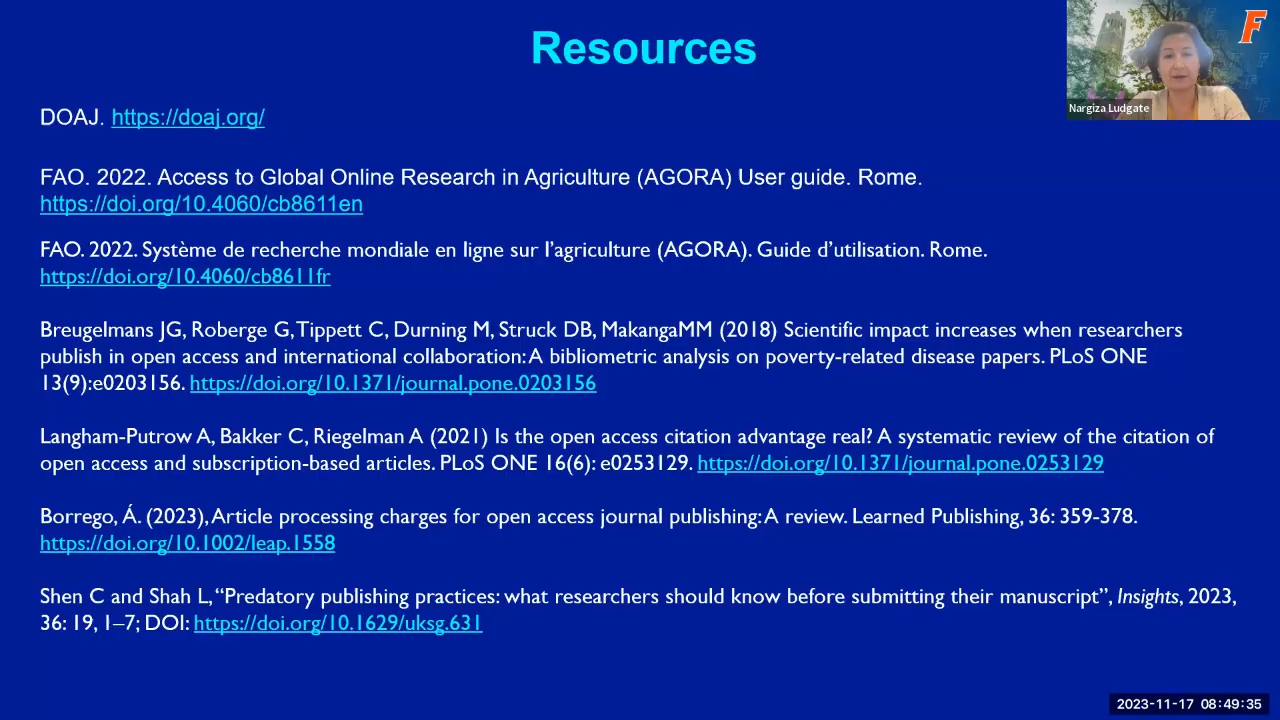 Resources
F
Nargiza Ludgate
DOAJ. https://doaj.org/
FAO. 2022. Access to Global Online Research in Agriculture (AGORA) User guide. Rome.
https://doi.org/10.4060/cb8611en
FAO. 2022. Système de recherche mondiale en ligne sur l’agriculture (AGORA). Guide d’utilisation. Rome.
https://doi.org/10.4060/cb8611fr
Breugelmans JG, Roberge G, Tippett C, Durning M, Struck DB, MakangaMM (2018) Scientific impact increases when researchers
publish in open access and international collaboration: A bibliometric analysis on poverty-related disease papers. PLoS ONE
13(9):e0203156. https://doi.org/10.1371/journal.pone.0203156
Langham-Putrow A, Bakker C, Riegelman A (2021) Is the open access citation advantage real? A systematic review of the citation of
open access and subscription-based articles. PLoS ONE 16(6): e0253129. https://doi.org/10.1371/journal.pone.0253129
Borrego, Á. (2023), Article processing charges for open access journal publishing: A review. Learned Publishing, 36: 359-378.
https://doi.org/10.1002/leap.1558
Shen C and Shah L, “Predatory publishing practices: what researchers should know before submitting their manuscript”, Insights, 2023,
36: 19, 1–7; DOI: https://doi.org/10.1629/uksg.631
2023-11-17 08:49:35